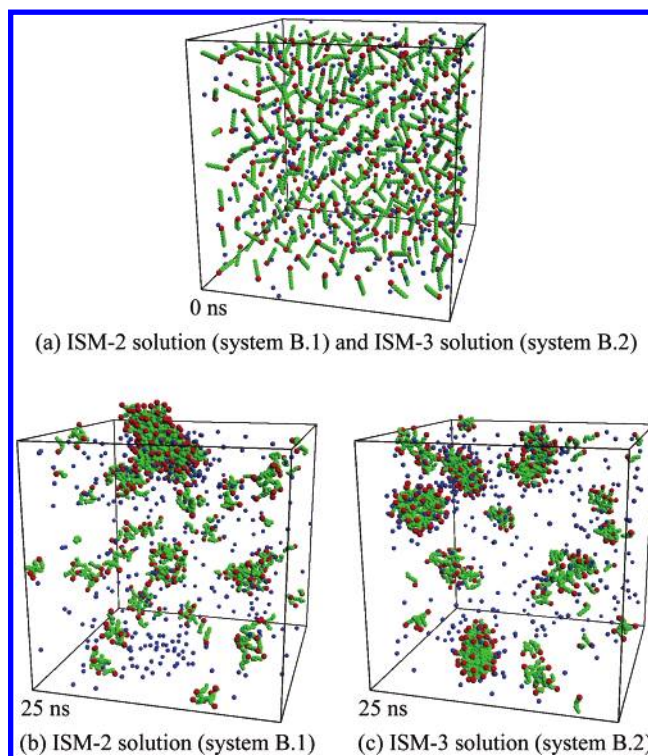 0 ns
(a) ISM-2 solution (system B.1) and ISM-3 solution (system B.2)
25 ns
25 ns
(b) ISM-2 solution (system B.1)
(c) ISM-3 solution (system B.2)